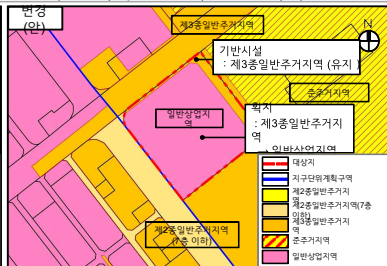 변경
(안)
제3종일반주거지역
N
기반시설
: 제3종일반주거지역 (유지)
준주거지역
일반상업지
역
획지
: 제3종일반주거지
역
→ 일반상업지역
대상지
지구단위계획구역
제2종일반주거지
역
제2종일반주거지역(7층
이하)
제3종일반주거지
역
준주거지역
일반상업지역
제2종일반주거지역
(7층 이하)